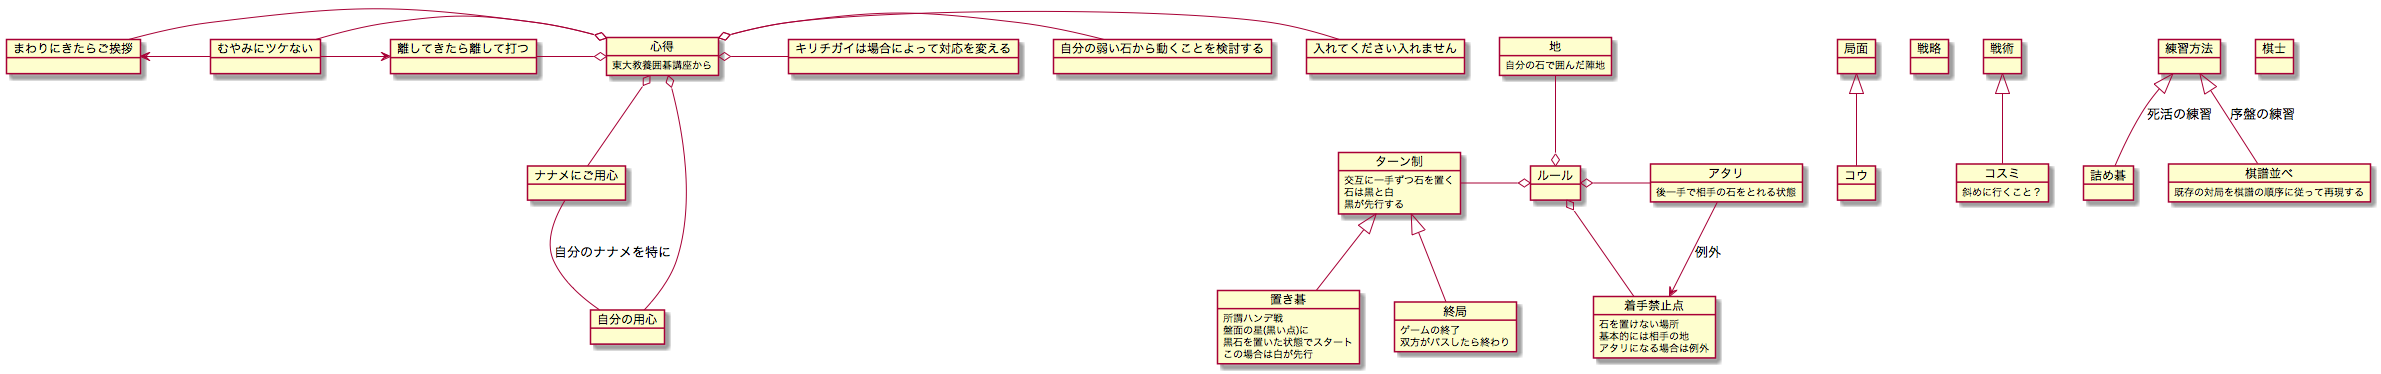 まわりにきたらご挨拶
むやみにツケない
離してきたら離して打つ
心得
東大教養囲碁講座から
キリチガイは場合によって対応を変える
自分の弱い石から動くことを検討する
入れてください入れません
地
自分の石で囲んだ陣地
局面
戦略
戦術
練習方法
棋士
死活の練習
序盤の練習
ナナメにご用心
ターン制
交互に一手ずつ石を置く
石は黒と白
黒が先行する
ルール
アタリ
後一手で相手の石をとれる状態
コウ
コスミ
斜めに行くこと？
詰め碁
棋譜並べ
既存の対局を棋譜の順序に従って再現する
自分のナナメを特に
例外
自分の用心
置き碁
所謂ハンデ戦
盤面の星(黒い点)に
黒石を置いた状態でスタート
この場合は白が先行
終局
ゲームの終了
双方がパスしたら終わり
着手禁止点
石を置けない場所
基本的には相手の地
アタリになる場合は例外